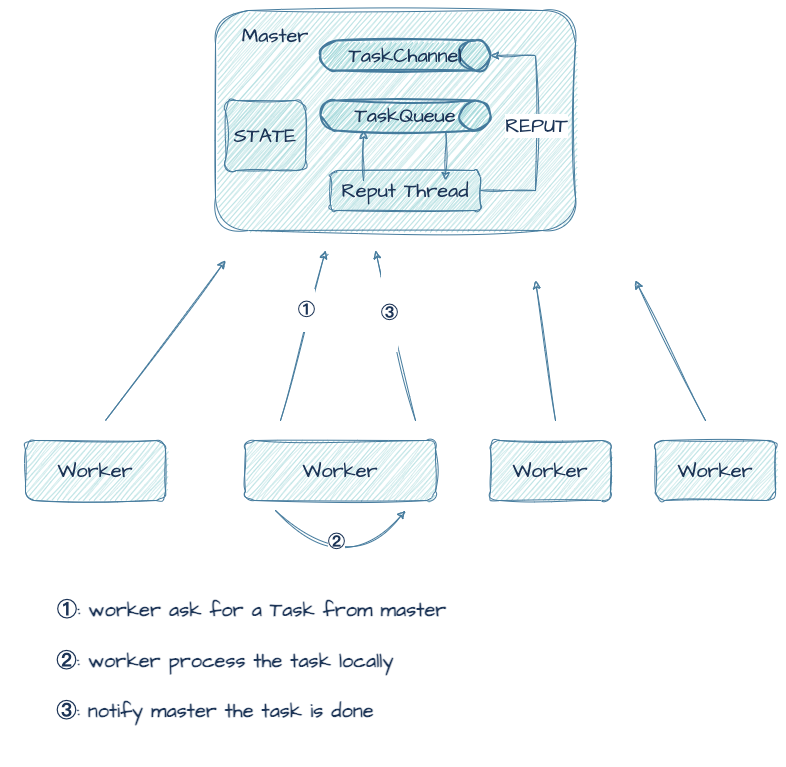 Master
TaskChannel
TaskQueue
REPUT
STATE
Reput Thread
①
③
Worker
Worker
Worker
Worker
②
①: worker ask for a Task from master
②: worker process the task locally
③: notify master the task is done